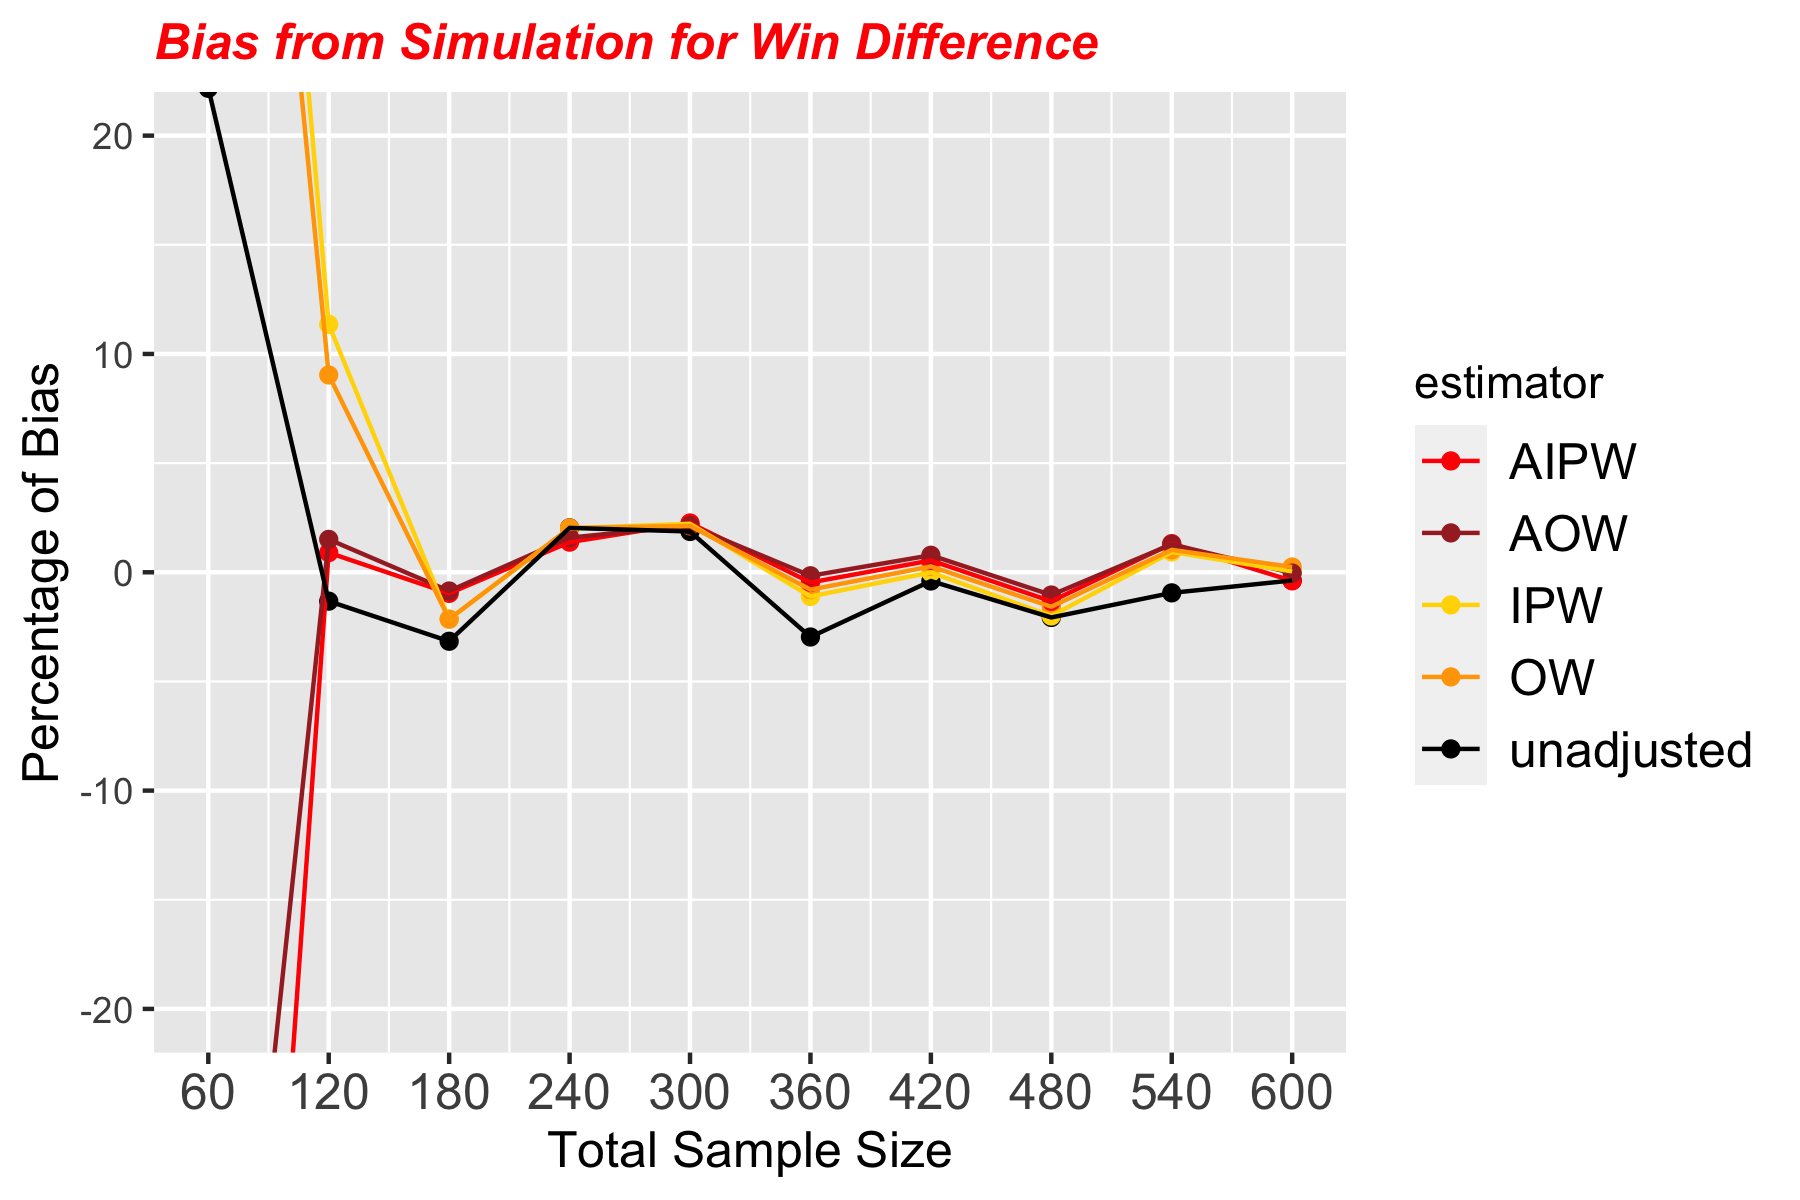 Bias from Simulation for Win Difference
Percentage of Bias
20
10
0
-10
-20
60 120 180 240 300 360 420 480 540 600
Total Sample Size
estimator
AIPW
AOW
IPW
OW
unadjusted